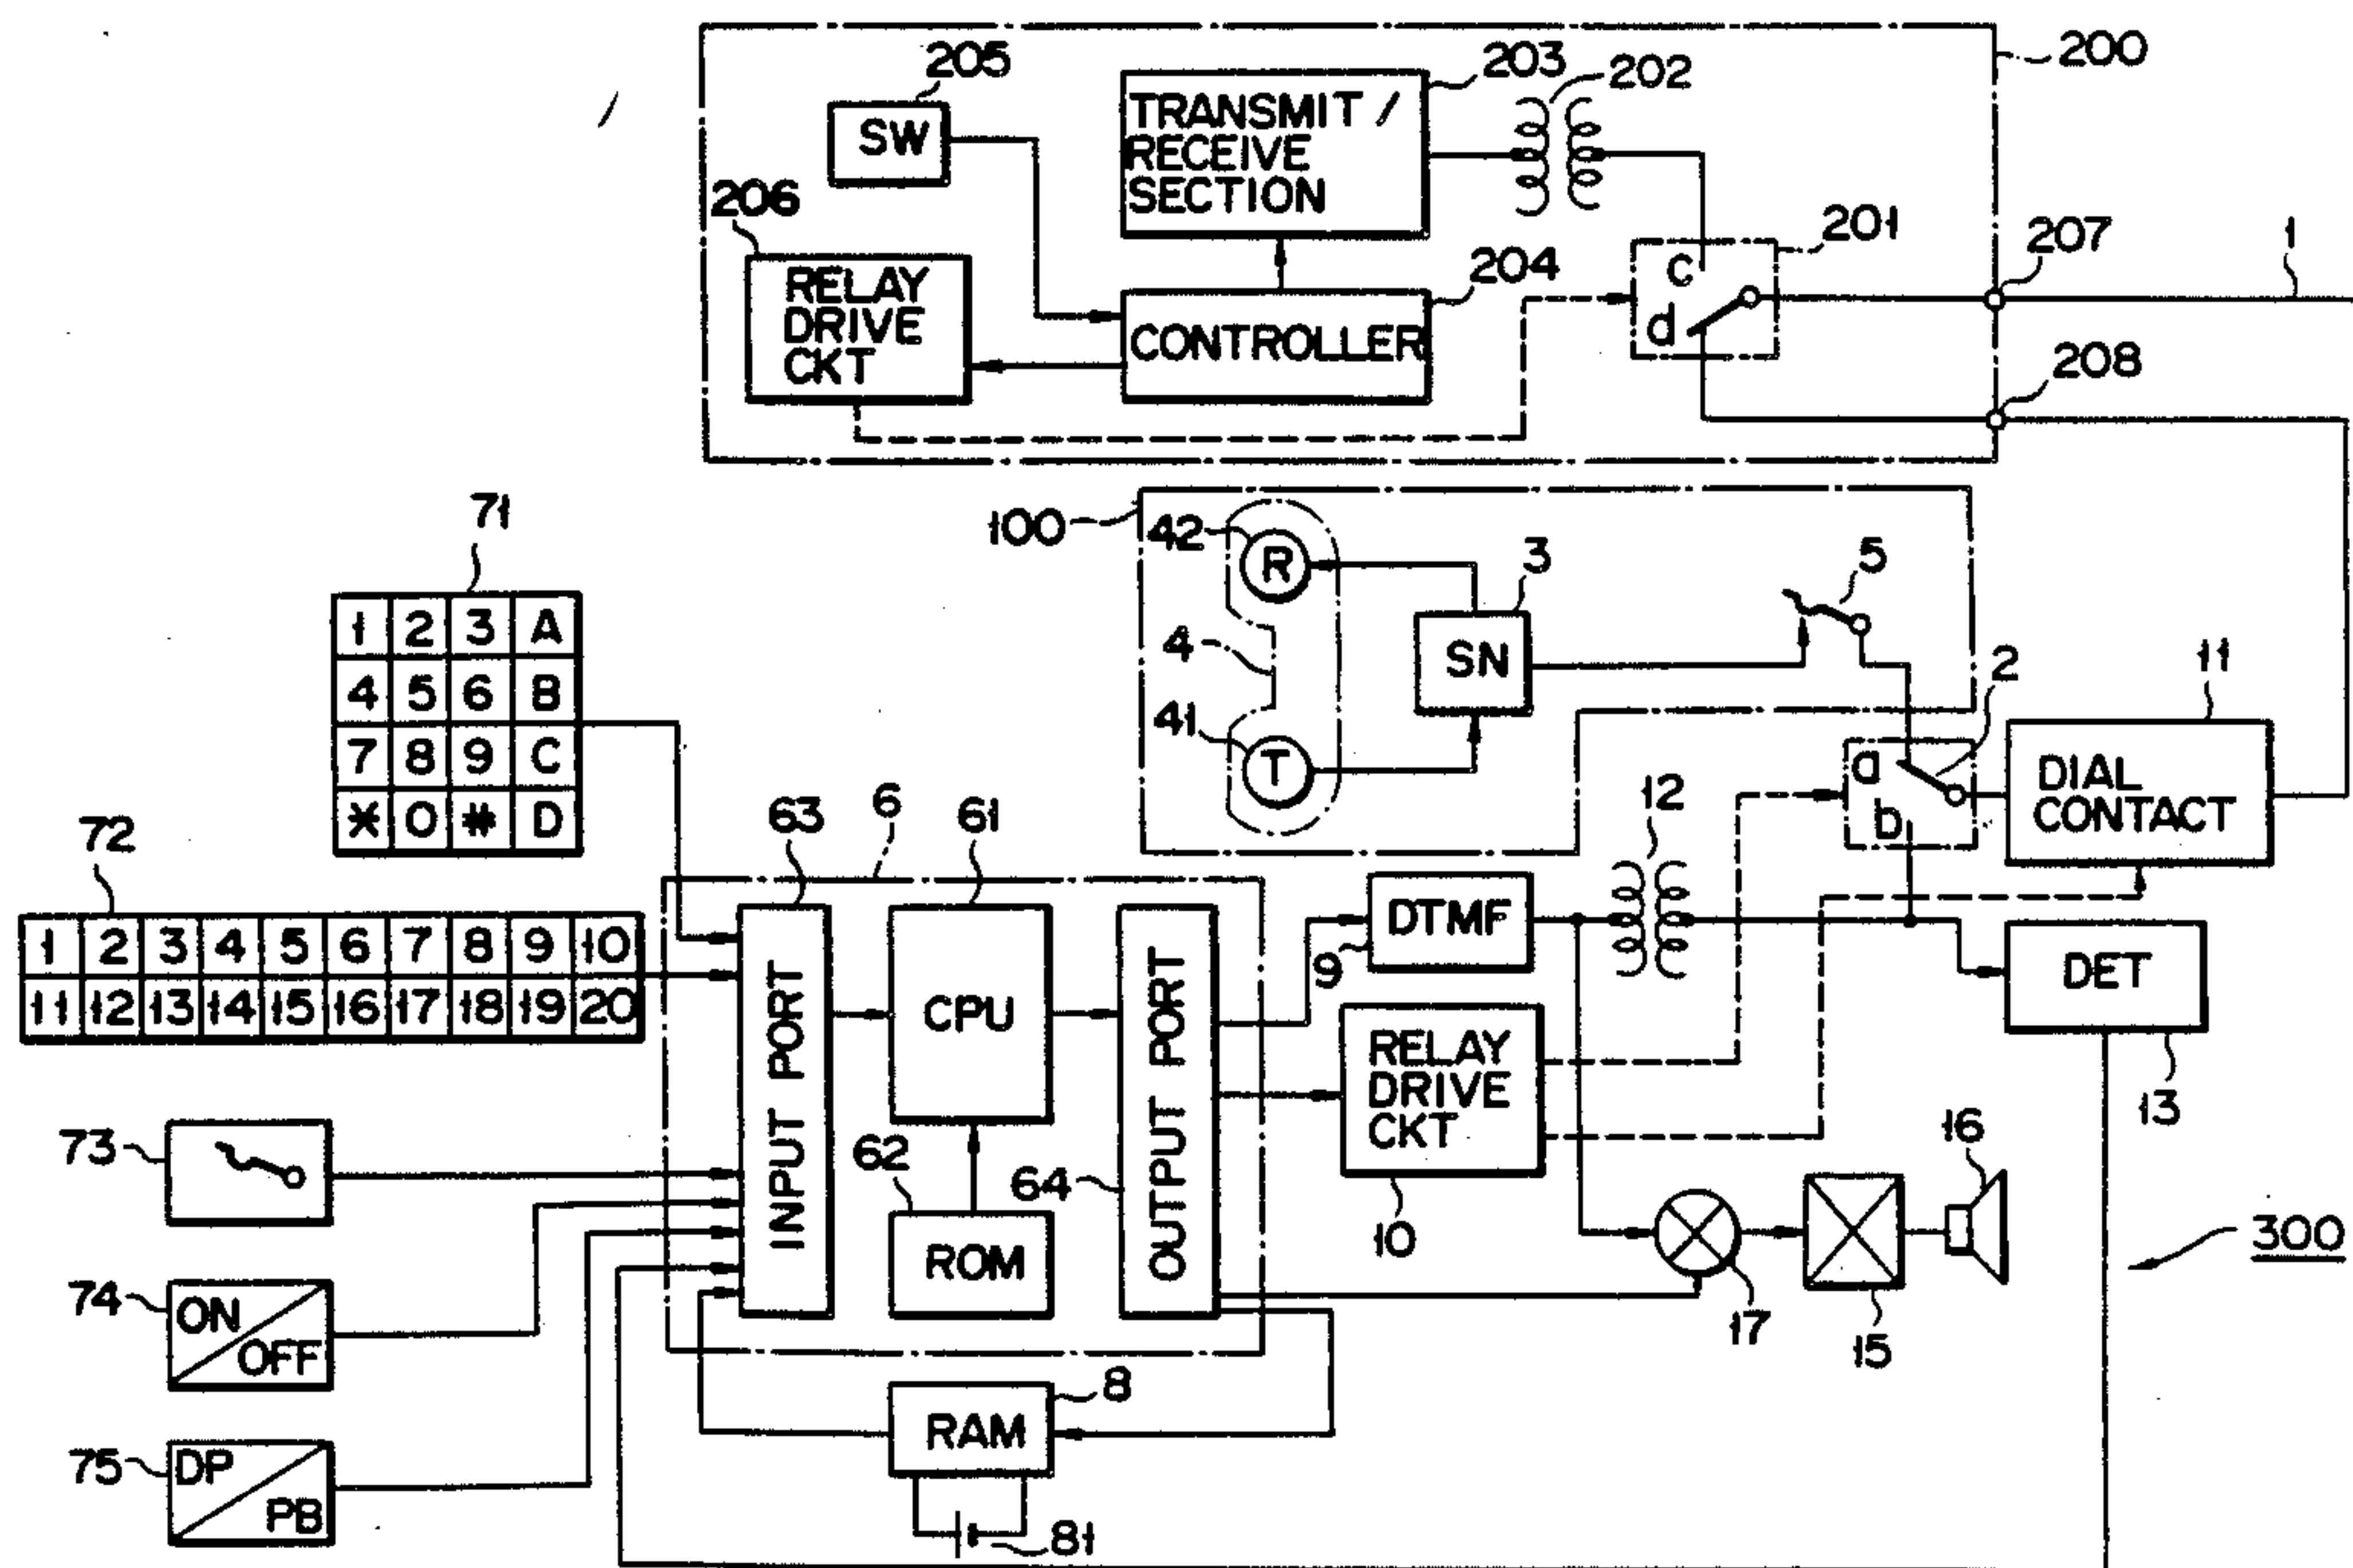 200
205
203
202
SW
TRANSMIT /
RECEIVE
SECTION
206
201
207
1
RELAY
DRIVE
CKT
204
C
d
CONTROLLER
208
71
100
42
R
3
5
1 2 3 A
4 5 6 B
7 8 9 C
* 0 # D
4
SN
2
11
41
T
a
b
DIAL
CONTACT
12
72
63
6
61
1 2 3 4 5 6 7 8 9 10
11 12 13 14 15 16 17 18 19 20
INPUT PORT
CPU
OUTPUT PORT
DTMF
9
DET
13
RELAY
DRIVE
CKT
10
73
62
64
16
ROM
300
74
ON
OFF
17
15
8
RAM
75
DP
PB
81